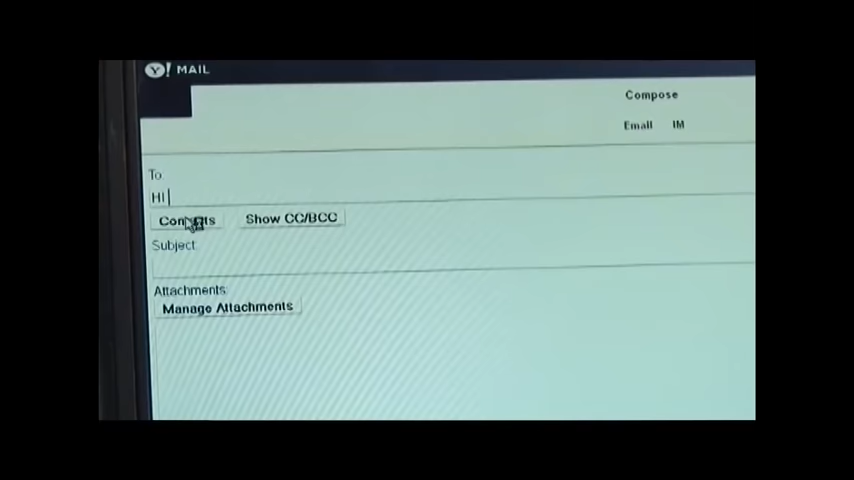 Y! MAIL
Compose
Email IM
To
HI
Contacts Show CC/BCC
Subject:
Attachments:
Manage Attachments